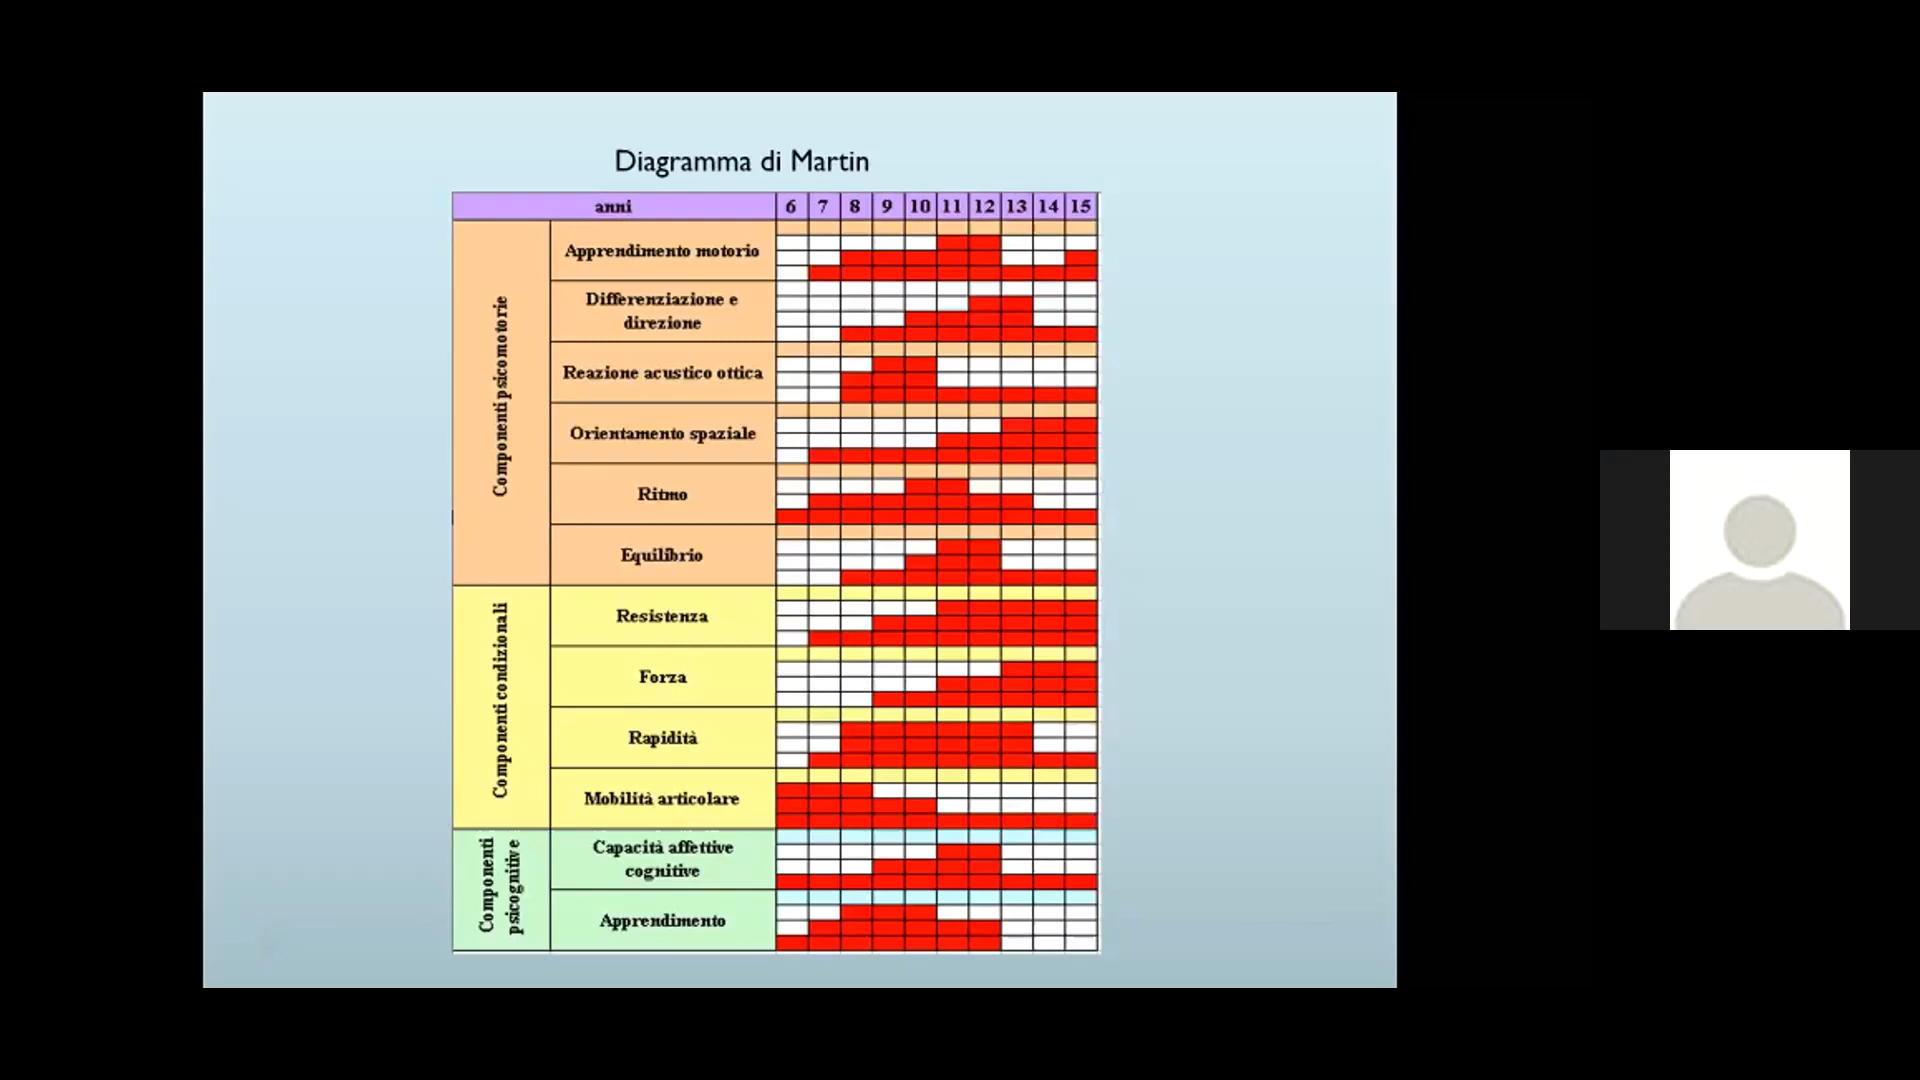 Diagramma di Martin
anni 6 7 8 9 10 11 12 13 14 15
Componenti psicomotorie
Apprendimento motorio
Differenziazione e
direzione
Reazione acustico ottica
Orientamento spaziale
Ritmo
Equilibrio
Componenti condizionali
Resistenza
Forza
Rapidità
Mobilità articolare
Componenti
psicognitive
Capacità affettive
cognitive
Apprendimento